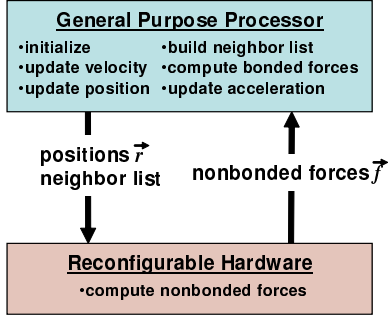 General Purpose Processor
•initialize •build neighbor list
•update velocity •compute bonded forces
•update position •update acceleration
positions r⃗
neighbor list
nonbonded forces f⃗
Reconfigurable Hardware
•compute nonbonded forces